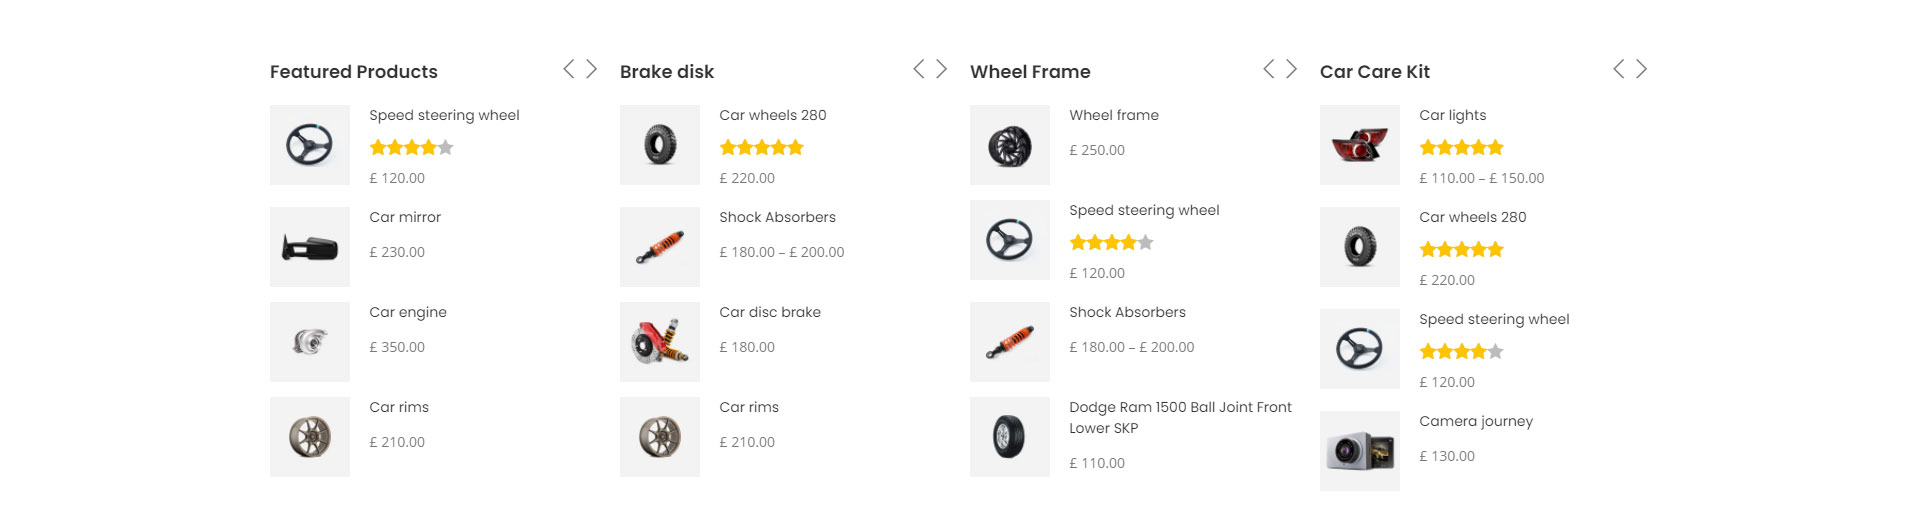 Featured Products
Speed steering wheel
£ 120.00
Car mirror
£ 230.00
Car engine
£ 350.00
Car rims
£ 210.00
Brake disk
Car wheels 280
£ 220.00
Shock Absorbers
£ 180.00 – £ 200.00
Car disc brake
£ 180.00
Car rims
£ 210.00
Wheel Frame
Wheel frame
£ 250.00
Speed steering wheel
£ 120.00
Shock Absorbers
£ 180.00 – £ 200.00
Dodge Ram 1500 Ball Joint Front
Lower SKP
£ 110.00
Car Care Kit
Car lights
£ 110.00 – £ 150.00
Car wheels 280
£ 220.00
Speed steering wheel
£ 120.00
Camera journey
£ 130.00